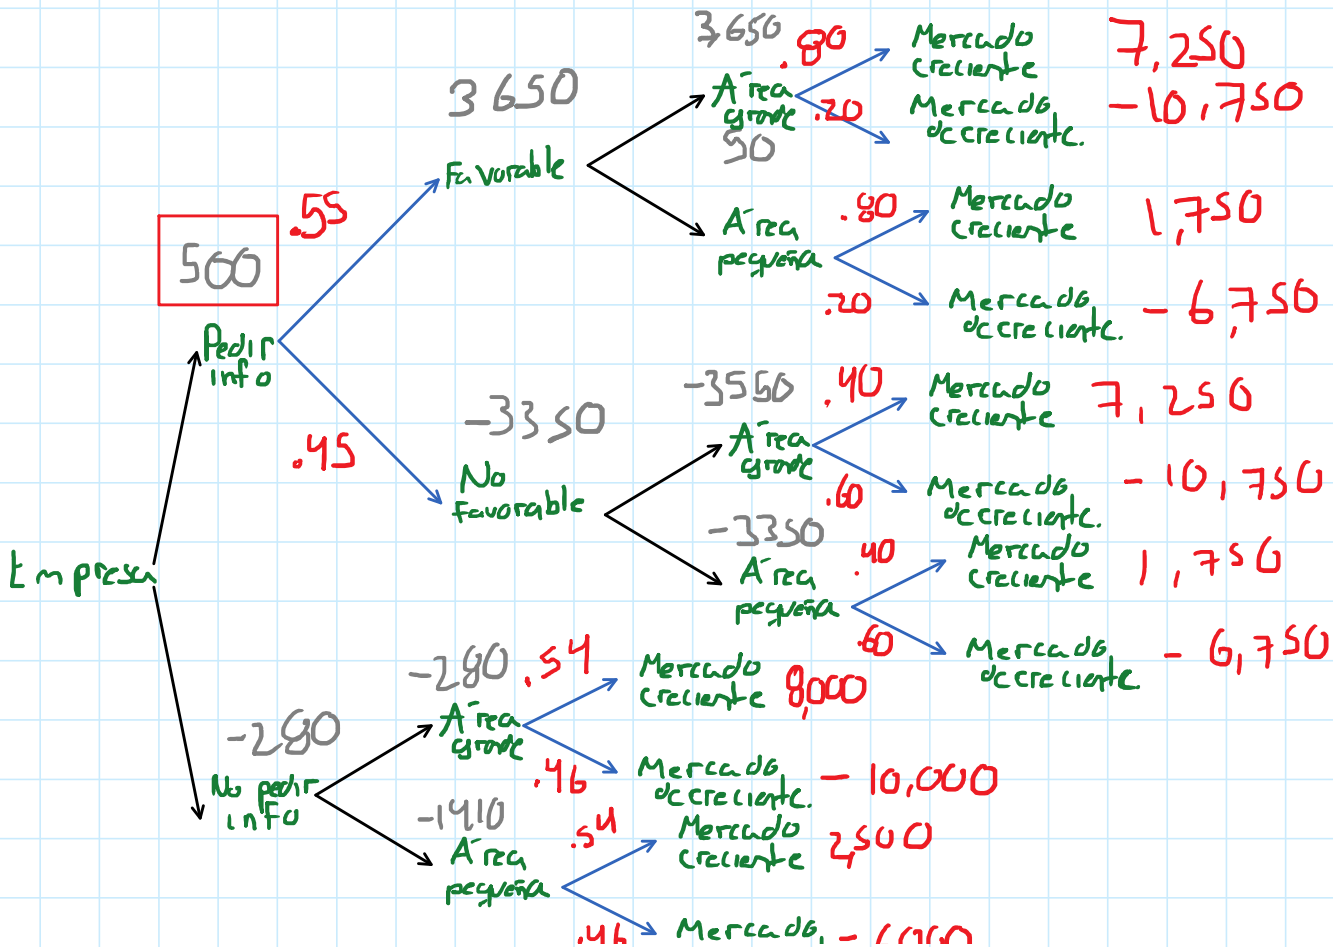 3650
.80
Mercado
creciente
7,250
3650
Área
grande
.20
Mercado
decreciente.
-10,750
50
Favorable
.55
.80
Mercado
creciente
1,750
Área
pequeña
500
.20
Mercado
decreciente.
-6,750
Pedir
info
-3550
.40
Mercado
creciente
7,250
-3350
Área
grande
.45
No
favorable
.60
Mercado
decreciente.
-10,750
-3350
.40
Mercado
creciente
1,750
Empresa
Área
pequeña
.60
Mercado
decreciente.
-6,750
-280
.54
Mercado
creciente
8,000
-280
Área
grande
No pedir
info
.46
Mercado
decreciente.
-10,000
-1410
.54
Mercado
creciente
2,500
Área
pequeña
.46
Mercado